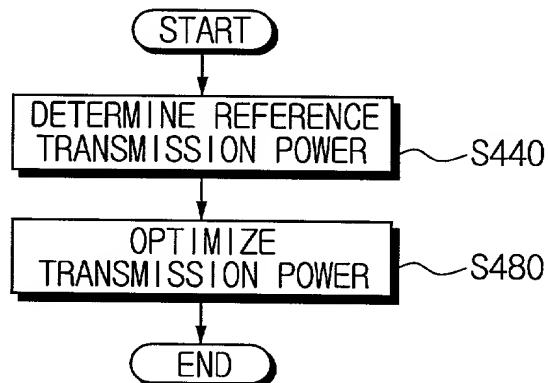 START
DETERMINE REFERENCE
TRANSMISSION POWER
S440
OPTIMIZE
TRANSMISSION POWER
S480
END